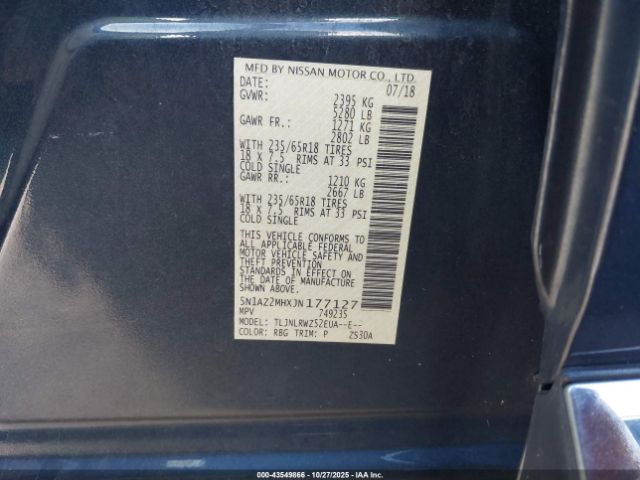 MFD BY NISSAN MOTOR CO., LTD.
DATE: 07/18
GVWR: 2395 KG
5280 LB
GAWR FR.: 1271 KG
2802 LB
WITH 235/65R18 TIRES
18 X 7.5 RIMS AT 33 PSI
COLD SINGLE
GAWR RR.: 1210 KG
2667 LB
WITH 235/65R18 TIRES
18 X 7.5 RIMS AT 33 PSI
COLD SINGLE
THIS VEHICLE CONFORMS TO
ALL APPLICABLE FEDERAL
MOTOR VEHICLE SAFETY AND
THEFT PREVENTION
STANDARDS IN EFFECT ON
THE DATE OF MANUFACTURE
SHOWN ABOVE.
5N1AZ2MHXJN177127
MPV 749235
MODEL: TLJNLRWZ52EUA--E--
COLOR: RBG TRIM: P ZS3DA
000-43549866 - 10/27/2025 - IAA Inc.